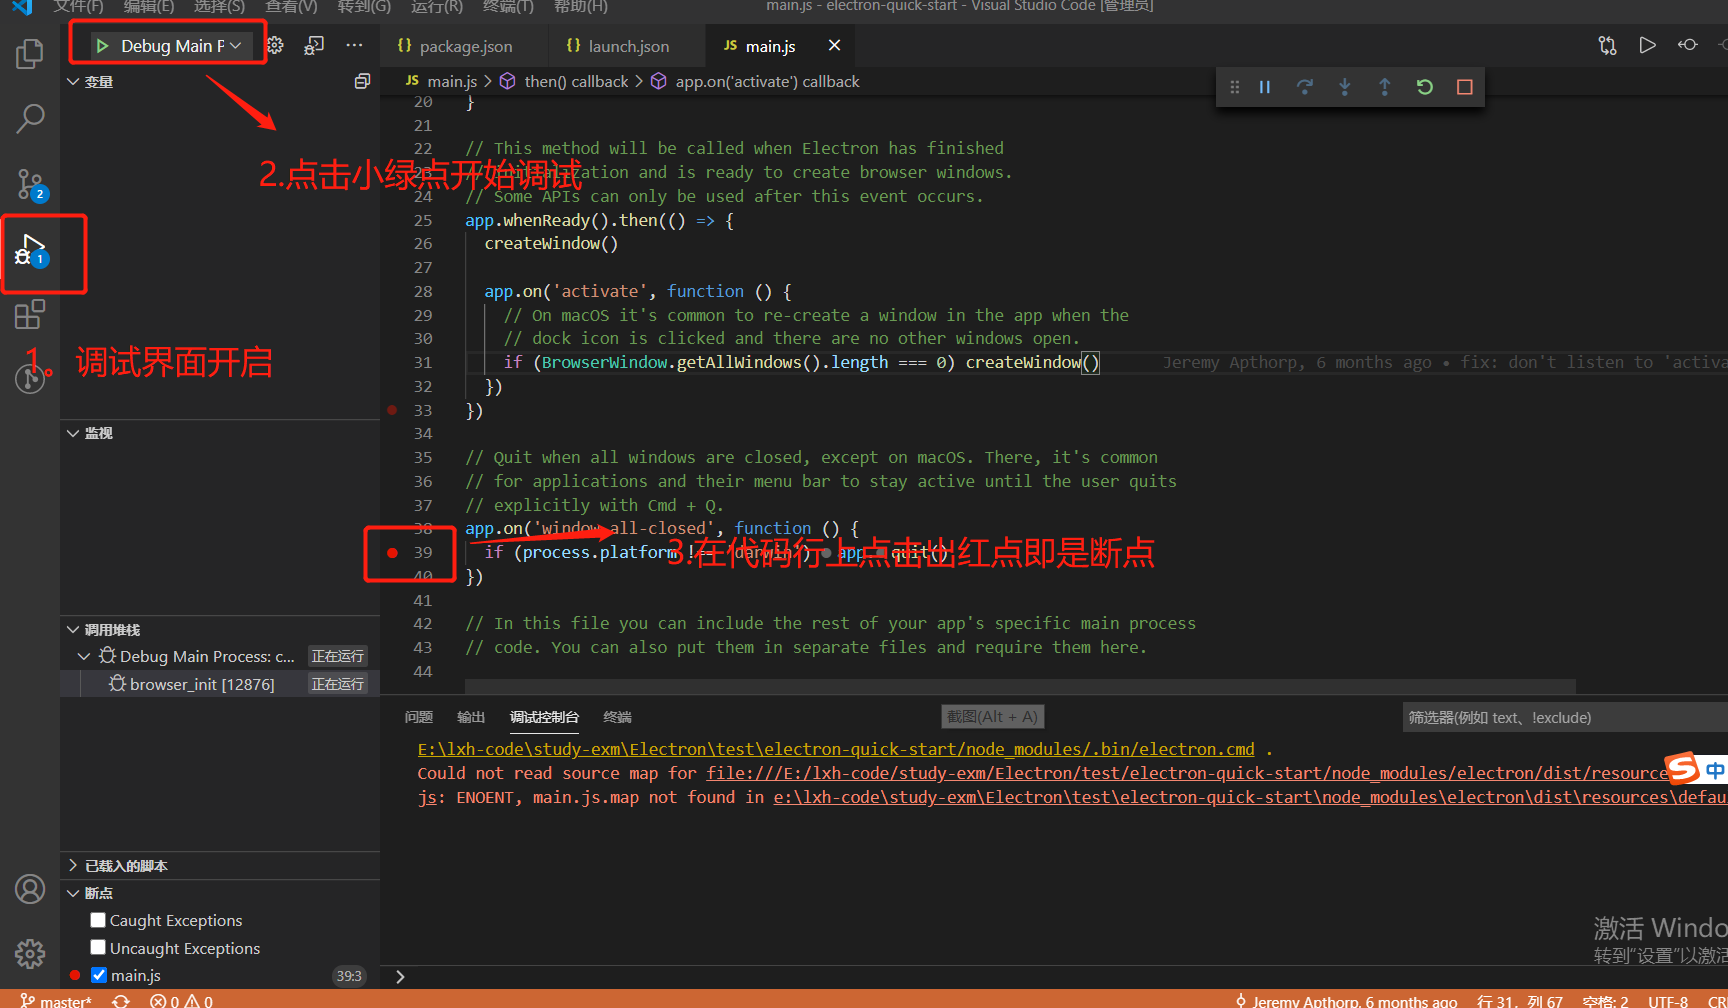 文件(F) 编辑(E) 选择(S) 查看(V) 转到(G) 运行(R) 终端(T) 帮助(H)
main.js - electron-quick-start - Visual Studio Code [管理员]
Debug Main P
{} package.json
{} launch.json
JS main.js
变量
JS main.js > then() callback > app.on('activate') callback
20 }
21
22 // This method will be called when Electron has finished
23 initialization and is ready to create browser windows.
2.点击小绿点开始调试
24 // Some APIs can only be used after this event occurs.
25 app.whenReady().then(() => {
26 createWindow()
27
28 app.on('activate', function () {
29 // On macOS it's common to re-create a window in the app when the
30 // dock icon is clicked and there are no other windows open.
31 if (BrowserWindow.getAllWindows().length === 0) createWindow() Jeremy Apthorp, 6 months ago • fix: don't listen to 'activa
32 })
33 })
34
35 // Quit when all windows are closed, except on macOS. There, it's common
36 // for applications and their menu bar to stay active until the user quits
37 // explicitly with Cmd + Q.
38 app.on('window-all-closed', function () {
39 if (process.platform !== 'darwin') app.quit()
3.在代码行上点击出红点即是断点
40 })
41
42 // In this file you can include the rest of your app's specific main process
43 // code. You can also put them in separate files and require them here.
44
2
1
1。调试界面开启
监视
调用堆栈
Debug Main Process: c... 正在运行
browser_init [12876] 正在运行
已载入的脚本
断点
Caught Exceptions
Uncaught Exceptions
main.js 39:3
问题 输出 调试控制台 终端
截图(Alt + A)
筛选器(例如 text、!exclude)
E:\lxh-code\study-exm\Electron\test\electron-quick-start/node_modules/.bin/electron.cmd .
Could not read source map for file:///E:/lxh-code/study-exm/Electron/test/electron-quick-start/node_modules/electron/dist/resource
js: ENOENT, main.js.map not found in e:\lxh-code\study-exm\Electron\test\electron-quick-start\node_modules\electron\dist\resources\defau
S 中
激活 Windo
转到"设置"以激活
master* 0 0
Jeremy Apthorp, 6 months ago 行 31, 列 67 空格: 2 UTF-8 CR